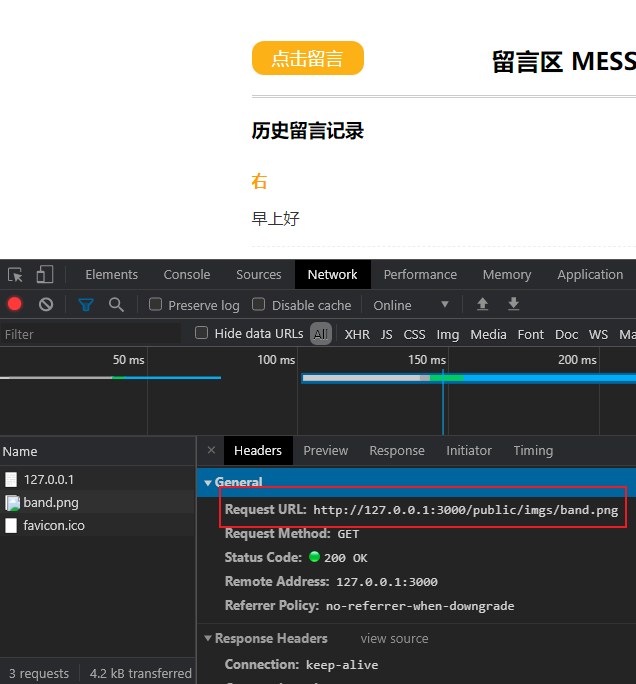 点击留言
留言区 MESS
历史留言记录
右
早上好
Elements Console Sources Network Performance Memory Application
Preserve log Disable cache Online
Filter Hide data URLs All XHR JS CSS Img Media Font Doc WS Ma
50 ms 100 ms 150 ms 200 ms
Name × Headers Preview Response Initiator Timing
127.0.0.1
band.png
favicon.ico
General
Request URL: http://127.0.0.1:3000/public/imgs/band.png
Request Method: GET
Status Code: 200 OK
Remote Address: 127.0.0.1:3000
Referrer Policy: no-referrer-when-downgrade
Response Headers view source
Connection: keep-alive
3 requests 4.2 kB transferred